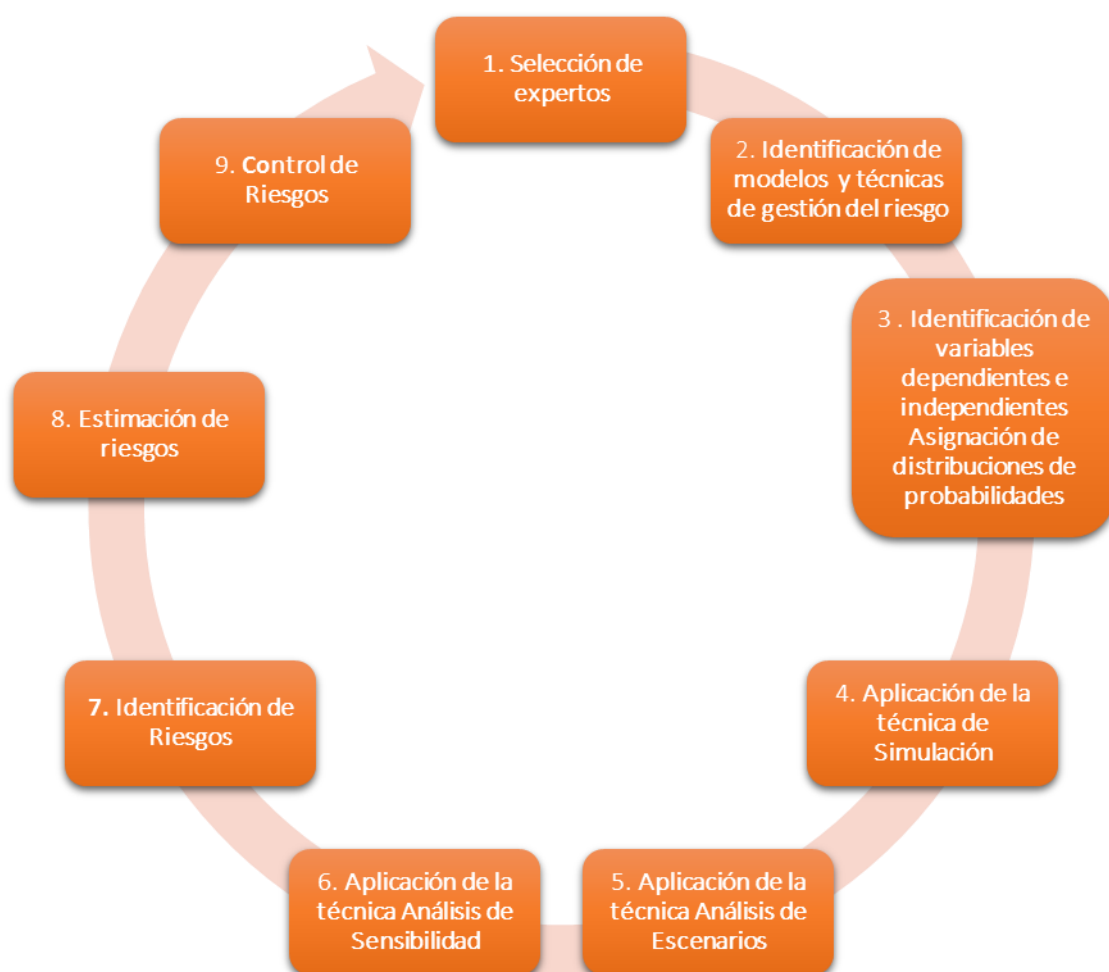 1. Selección de
expertos
2. Identificación de
modelos y técnicas
de gestión del riesgo
3 . Identificación de
variables
dependientes e
independientes
Asignación de
distribuciones de
probabilidades
4. Aplicación de la
técnica de
Simulación
5. Aplicación de la
técnica Análisis de
Escenarios
6. Aplicación de la
técnica Análisis de
Sensibilidad
7. Identificación de
Riesgos
8. Estimación de
riesgos
9. Control de
Riesgos